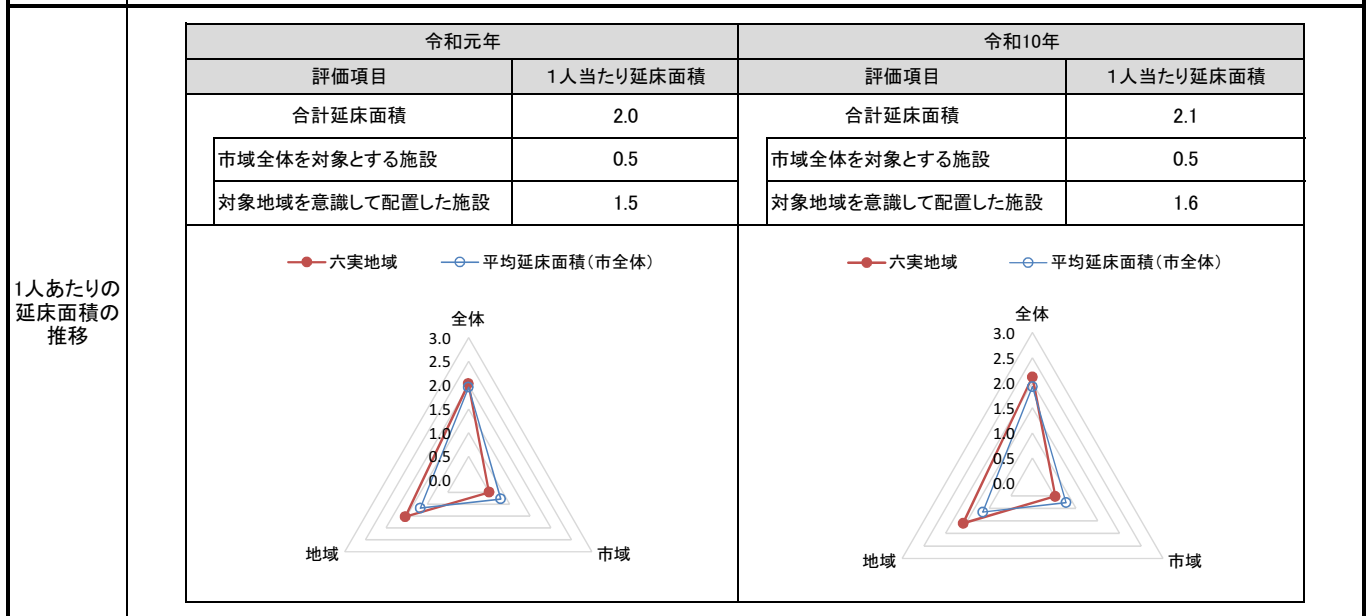 1人あたりの
延床面積の
推移
令和元年
評価項目 1人当たり延床面積
合計延床面積 2.0
市域全体を対象とする施設 0.5
対象地域を意識して配置した施設 1.5
六実地域 平均延床面積(市全体)
全体
3.0
2.5
2.0
1.5
1.0
0.5
0.0
地域 市域
令和10年
評価項目 1人当たり延床面積
合計延床面積 2.1
市域全体を対象とする施設 0.5
対象地域を意識して配置した施設 1.6
六実地域 平均延床面積(市全体)
全体
3.0
2.5
2.0
1.5
1.0
0.5
0.0
地域 市域